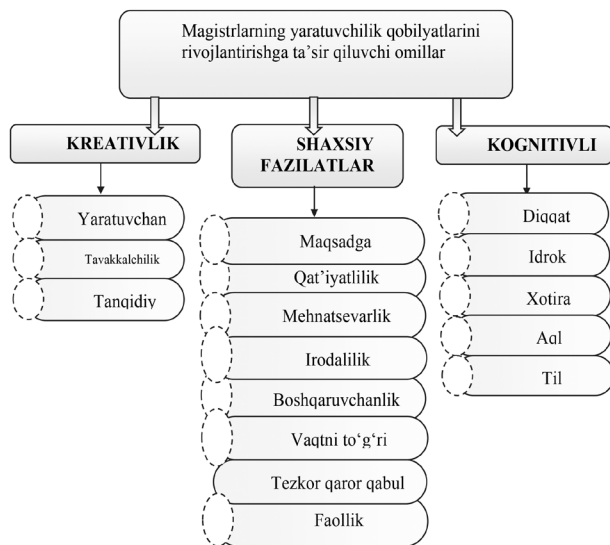 Magistrlarning yaratuvchilik qobilyatlarini
rivojlantirishga ta’sir qiluvchi omillar
KREATIVLIK
SHAXSIY
FAZILATLAR
KOGNITIVLI
Yaratuvchan
Tavakkalchilik
Tanqidiy
Maqsadga
Qat’iyatlilik
Mehnatsevarlik
Irodalilik
Boshqaruvchanlik
Vaqtni to‘g‘ri
Tezkor qaror qabul
Faollik
Diqqat
Idrok
Xotira
Aql
Til